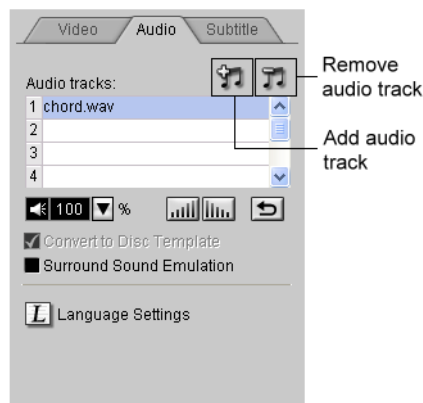 Video Audio Subtitle
Audio tracks:
Remove
audio track
1 chord.wav
2
3
4
Add audio
track
100 %
Convert to Disc Template
Surround Sound Emulation
L Language Settings